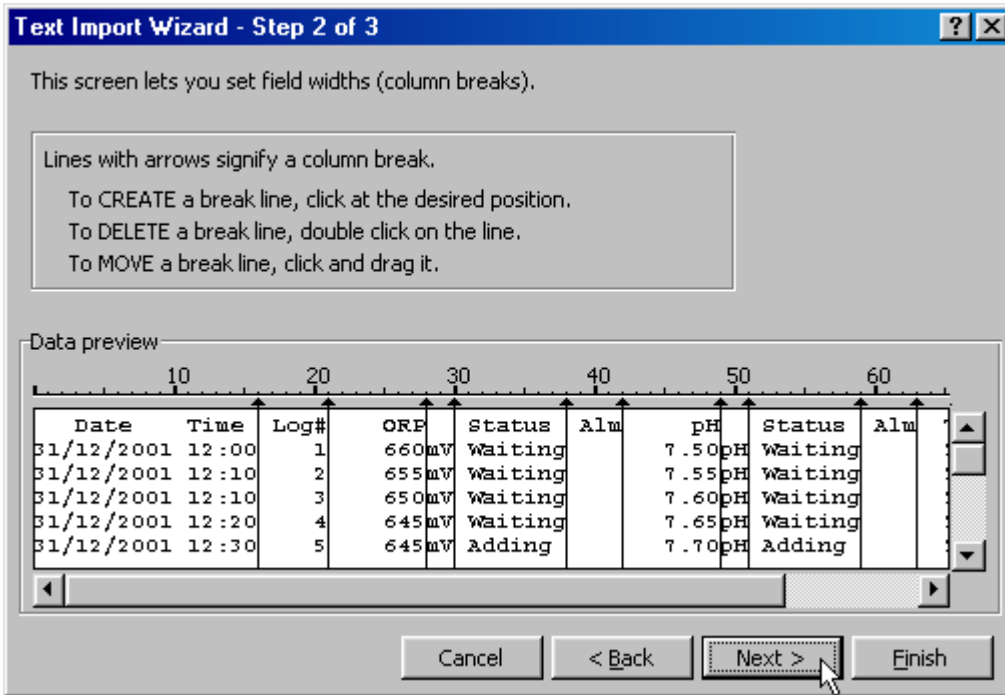 Text Import Wizard - Step 2 of 3
This screen lets you set field widths (column breaks).
Lines with arrows signify a column break.
To CREATE a break line, click at the desired position.
To DELETE a break line, double click on the line.
To MOVE a break line, click and drag it.
Data preview
10 20 30 40 50 60
Date Time Log# ORP Status Alm pH Status Alm
31/12/2001 12:00 1 660mV Waiting 7.50pH Waiting
31/12/2001 12:10 2 655mV Waiting 7.55pH Waiting
31/12/2001 12:10 3 650mV Waiting 7.60pH Waiting
31/12/2001 12:20 4 645mV Waiting 7.65pH Waiting
31/12/2001 12:30 5 645mV Adding 7.70pH Adding
Cancel < Back Next > Finish